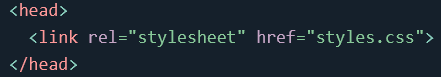 <head>
  <link rel="stylesheet" href="styles.css">
</head>